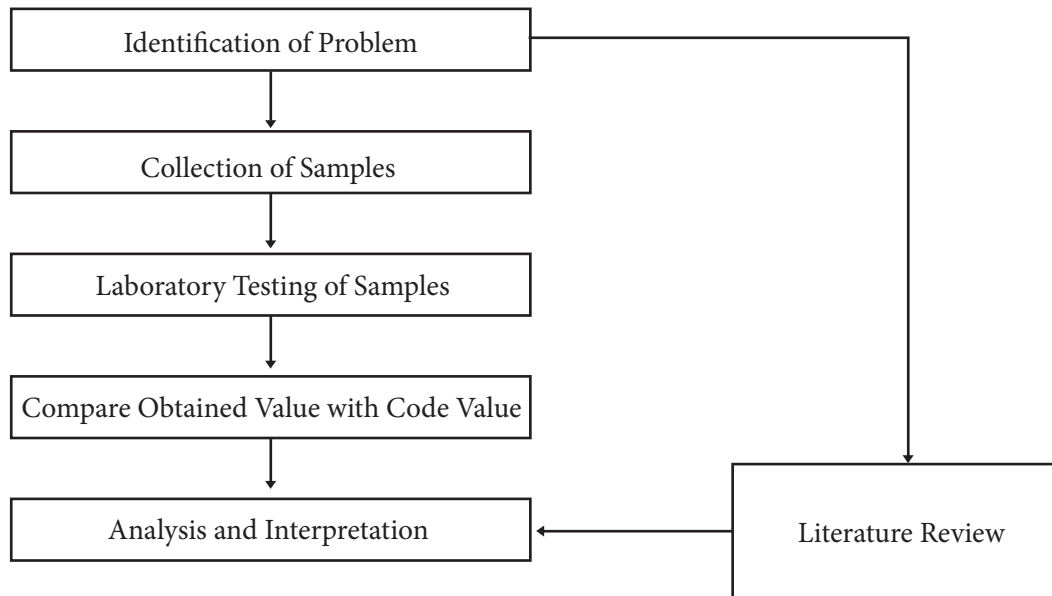 Identification of Problem
Collection of Samples
Laboratory Testing of Samples
Compare Obtained Value with Code Value
Analysis and Interpretation
Literature Review